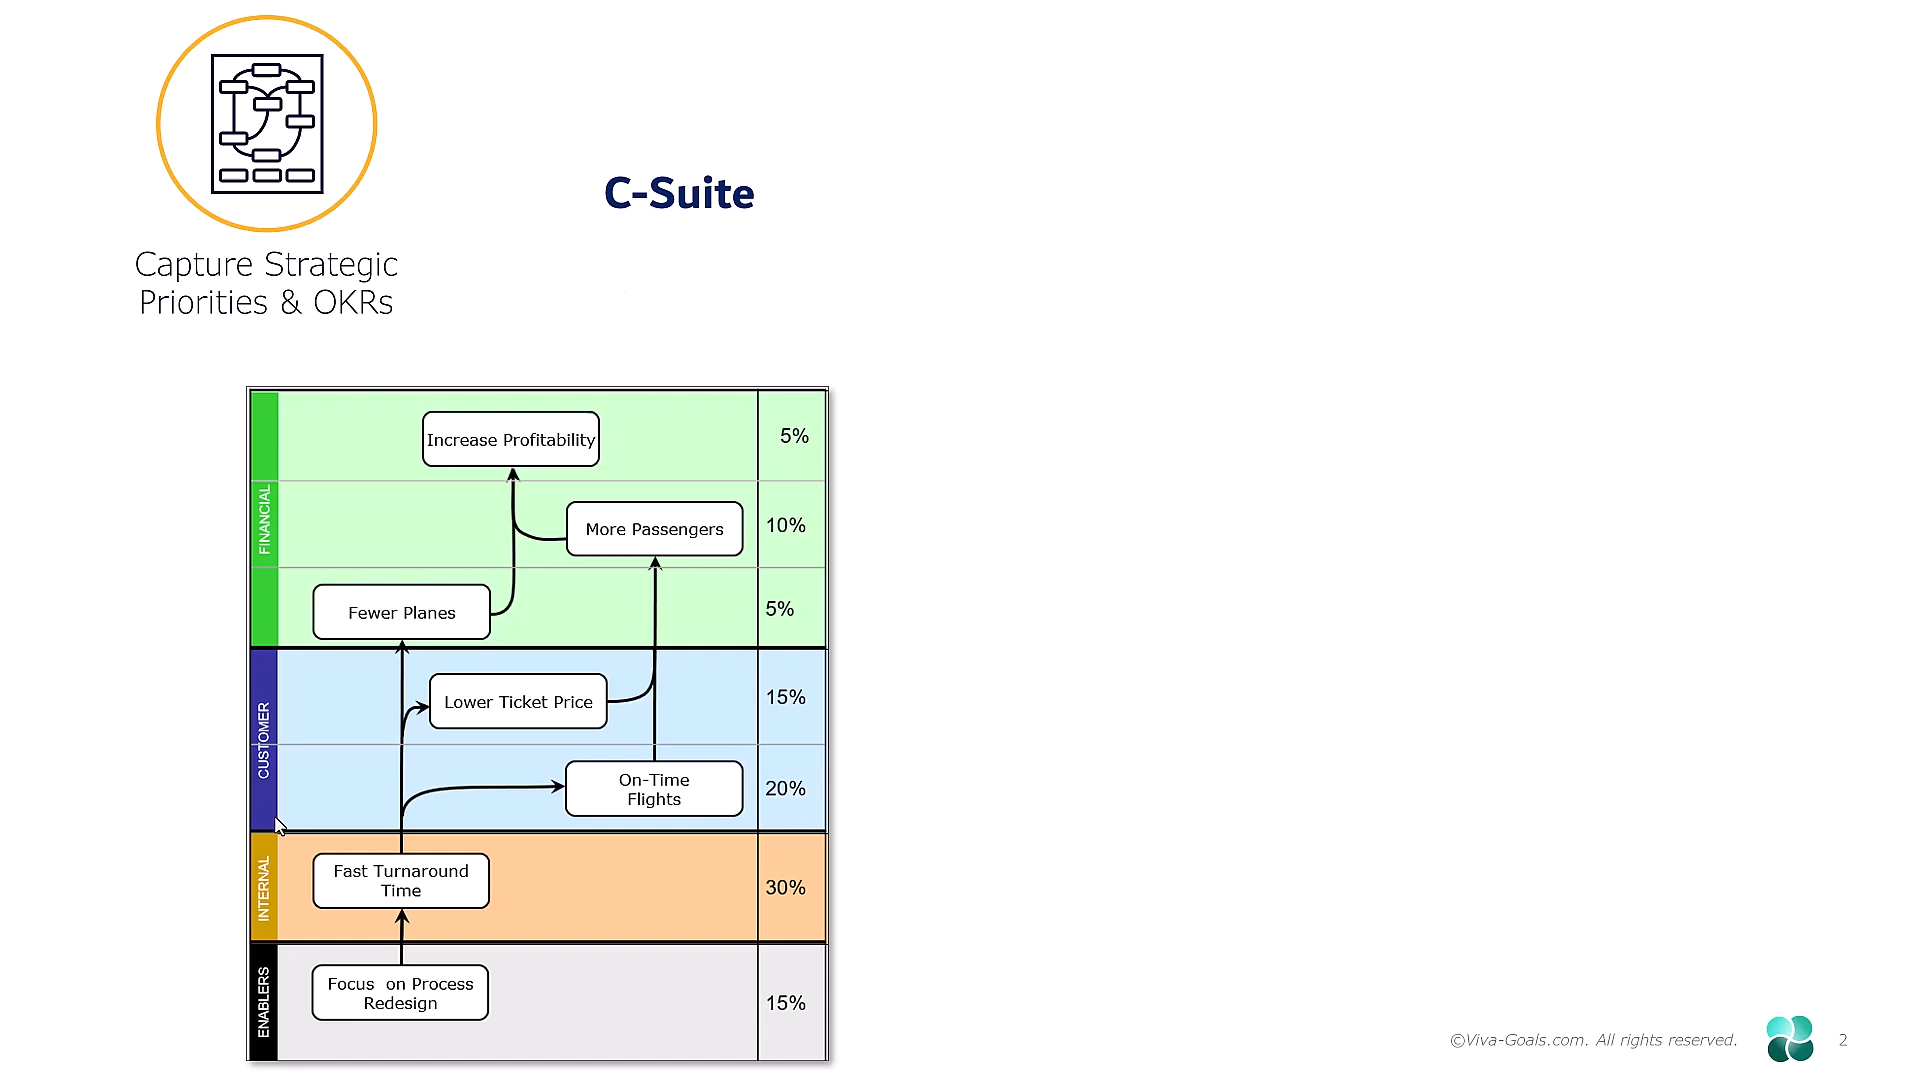 C-Suite
Capture Strategic
Priorities & OKRs
FINANCIAL
Increase Profitability
5%
More Passengers
10%
Fewer Planes
5%
CUSTOMER
Lower Ticket Price
15%
On-Time
Flights
20%
INTERNAL
Fast Turnaround
Time
30%
ENABLERS
Focus on Process
Redesign
15%
©Viva-Goals.com. All rights reserved.
2